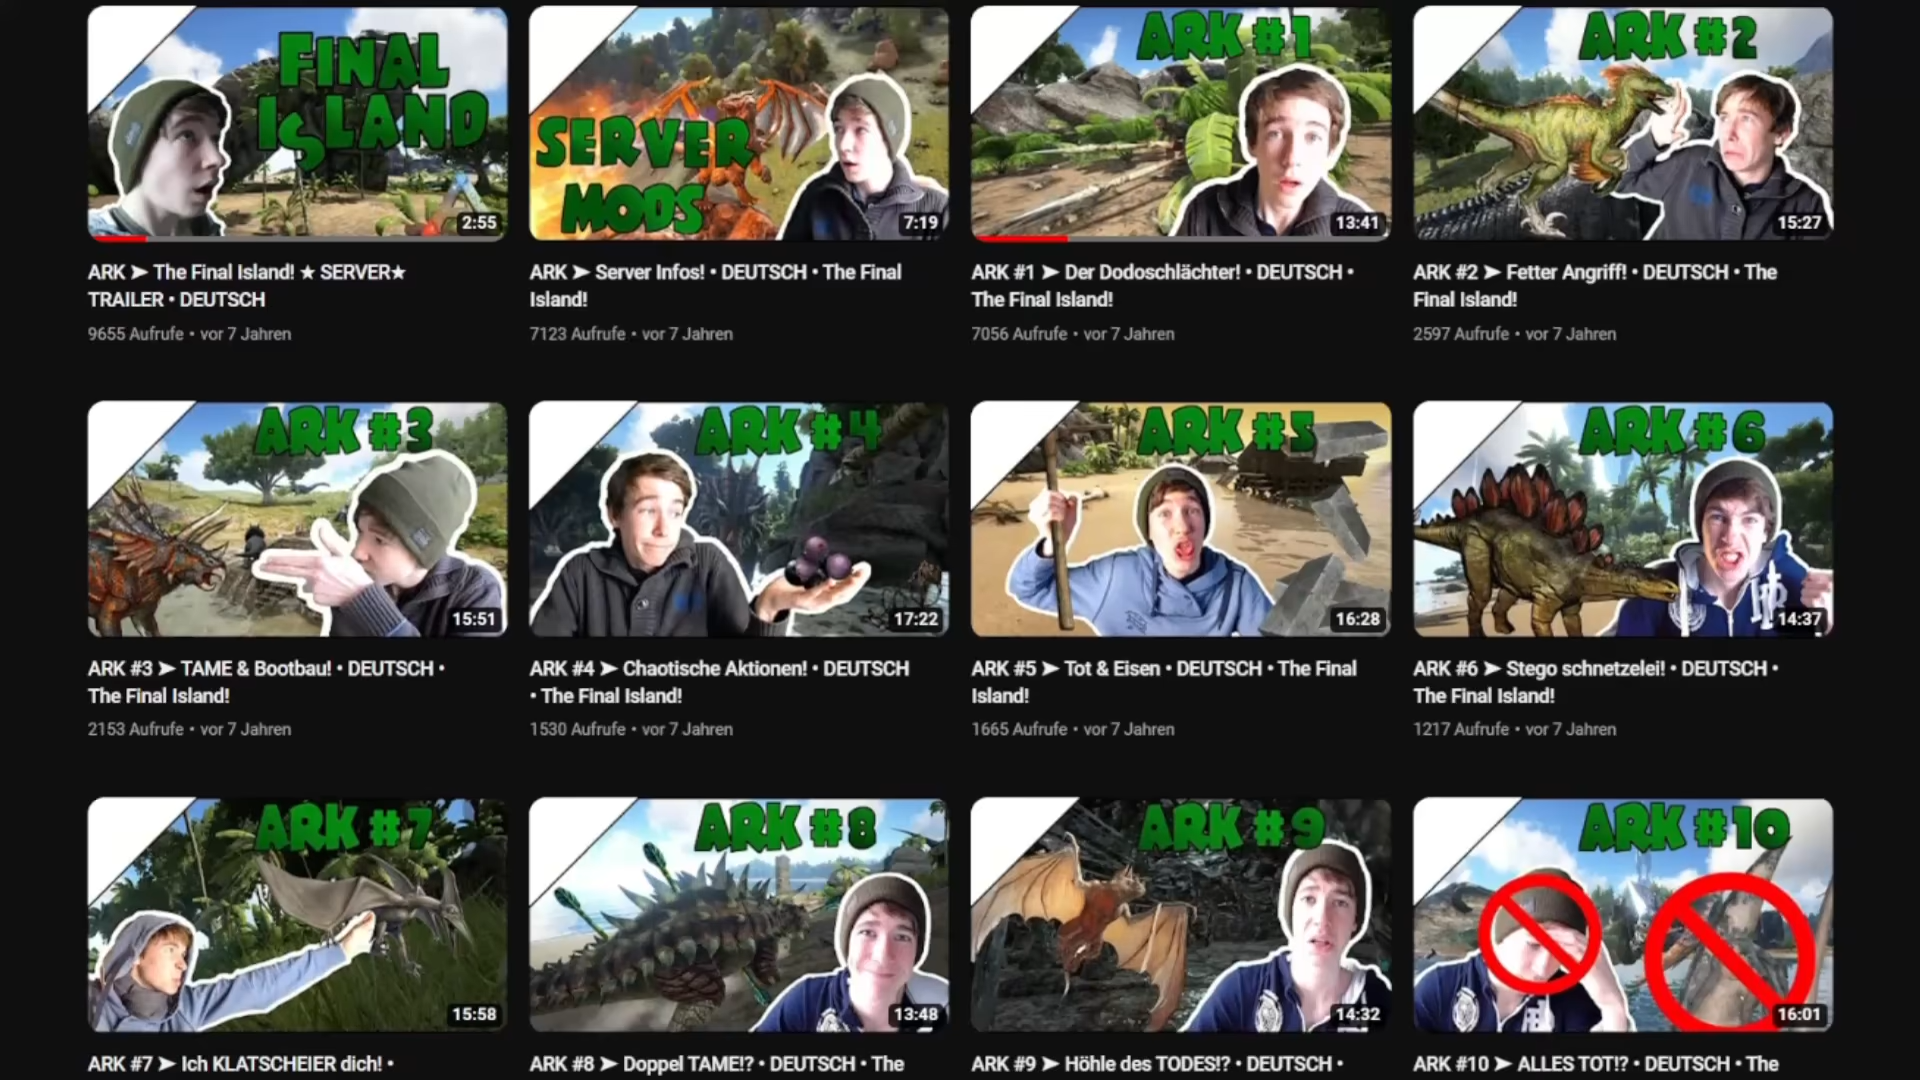 FINAL
ISLAND
2:55
SERVER
MODS
7:19
ARK #1
13:41
ARK #2
15:27
ARK ➤ The Final Island! ★ SERVER★
TRAILER • DEUTSCH
9655 Aufrufe • vor 7 Jahren
ARK ➤ Server Infos! • DEUTSCH • The Final
Island!
7123 Aufrufe • vor 7 Jahren
ARK #1 ➤ Der Dodoschlächter! • DEUTSCH •
The Final Island!
7056 Aufrufe • vor 7 Jahren
ARK #2 ➤ Fetter Angriff! • DEUTSCH • The
Final Island!
2597 Aufrufe • vor 7 Jahren
ARK #3
15:51
ARK #4
17:22
ARK #5
16:28
ARK #6
14:37
ARK #3 ➤ TAME & Bootbau! • DEUTSCH •
The Final Island!
2153 Aufrufe • vor 7 Jahren
ARK #4 ➤ Chaotische Aktionen! • DEUTSCH
• The Final Island!
1530 Aufrufe • vor 7 Jahren
ARK #5 ➤ Tot & Eisen • DEUTSCH • The Final
Island!
1665 Aufrufe • vor 7 Jahren
ARK #6 ➤ Stego schnetzelei! • DEUTSCH •
The Final Island!
1217 Aufrufe • vor 7 Jahren
ARK #7
15:58
ARK #8
13:48
ARK #9
14:32
ARK #10
16:01
ARK #7 ➤ Ich KLATSCHEIER dich! •
ARK #8 ➤ Doppel TAME!? • DEUTSCH • The
ARK #9 ➤ Höhle des TODES!? • DEUTSCH •
ARK #10 ➤ ALLES TOT!? • DEUTSCH • The